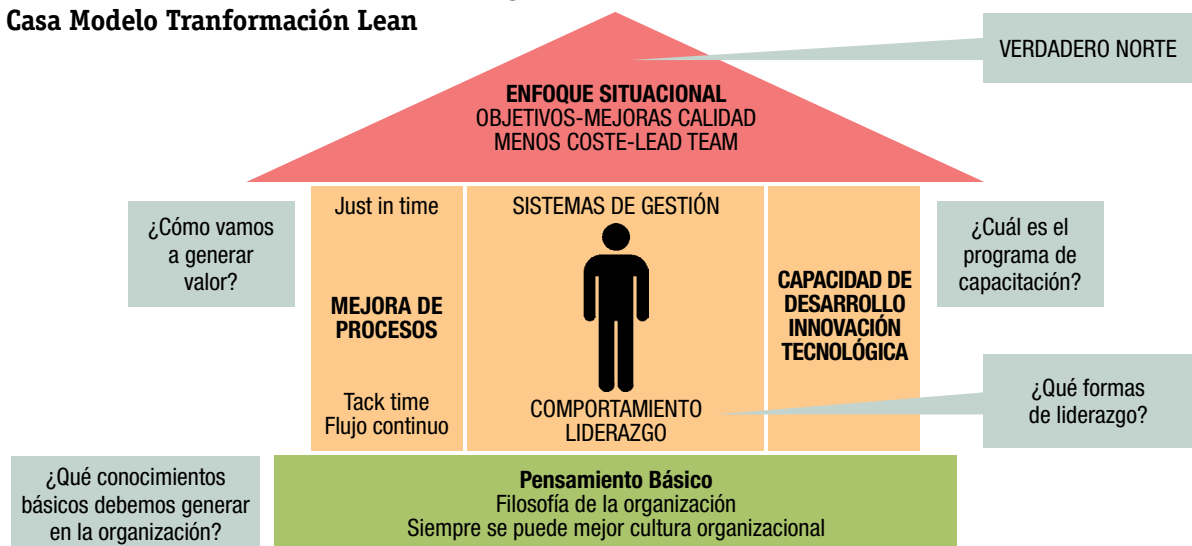 Casa Modelo Tranformación Lean
VERDADERO NORTE
ENFOQUE SITUACIONAL
OBJETIVOS-MEJORAS CALIDAD
MENOS COSTE-LEAD TEAM
¿Cómo vamos
a generar
valor?
Just in time
MEJORA DE
PROCESOS
Tack time
Flujo continuo
SISTEMAS DE GESTIÓN
COMPORTAMIENTO
LIDERAZGO
CAPACIDAD DE
DESARROLLO
INNOVACIÓN
TECNOLÓGICA
¿Cuál es el
programa de
capacitación?
¿Qué formas
de liderazgo?
¿Qué conocimientos
básicos debemos generar
en la organización?
Pensamiento Básico
Filosofía de la organización
Siempre se puede mejor cultura organizacional